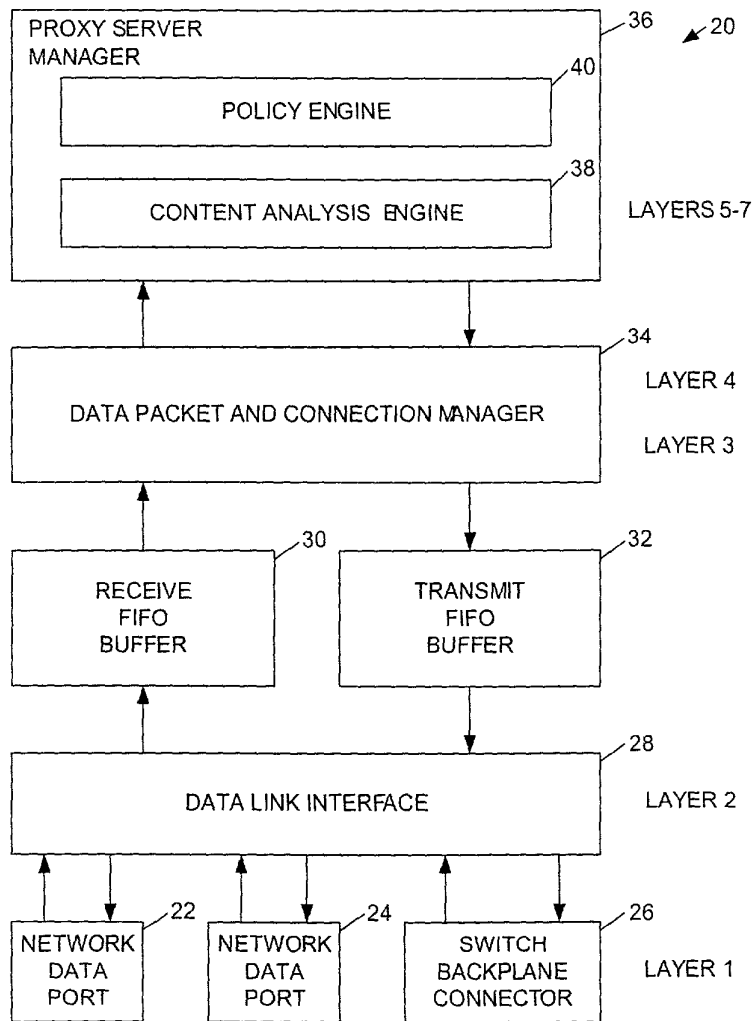 PROXY SERVER
MANAGER
36
20
40
POLICY ENGINE
38
CONTENT ANALYSIS ENGINE
LAYERS 5-7
34
LAYER 4
DATA PACKET AND CONNECTION MANAGER
LAYER 3
30
32
RECEIVE
FIFO
BUFFER
TRANSMIT
FIFO
BUFFER
28
DATA LINK INTERFACE
LAYER 2
22
24
26
NETWORK
DATA
PORT
NETWORK
DATA
PORT
SWITCH
BACKPLANE
CONNECTOR
LAYER 1